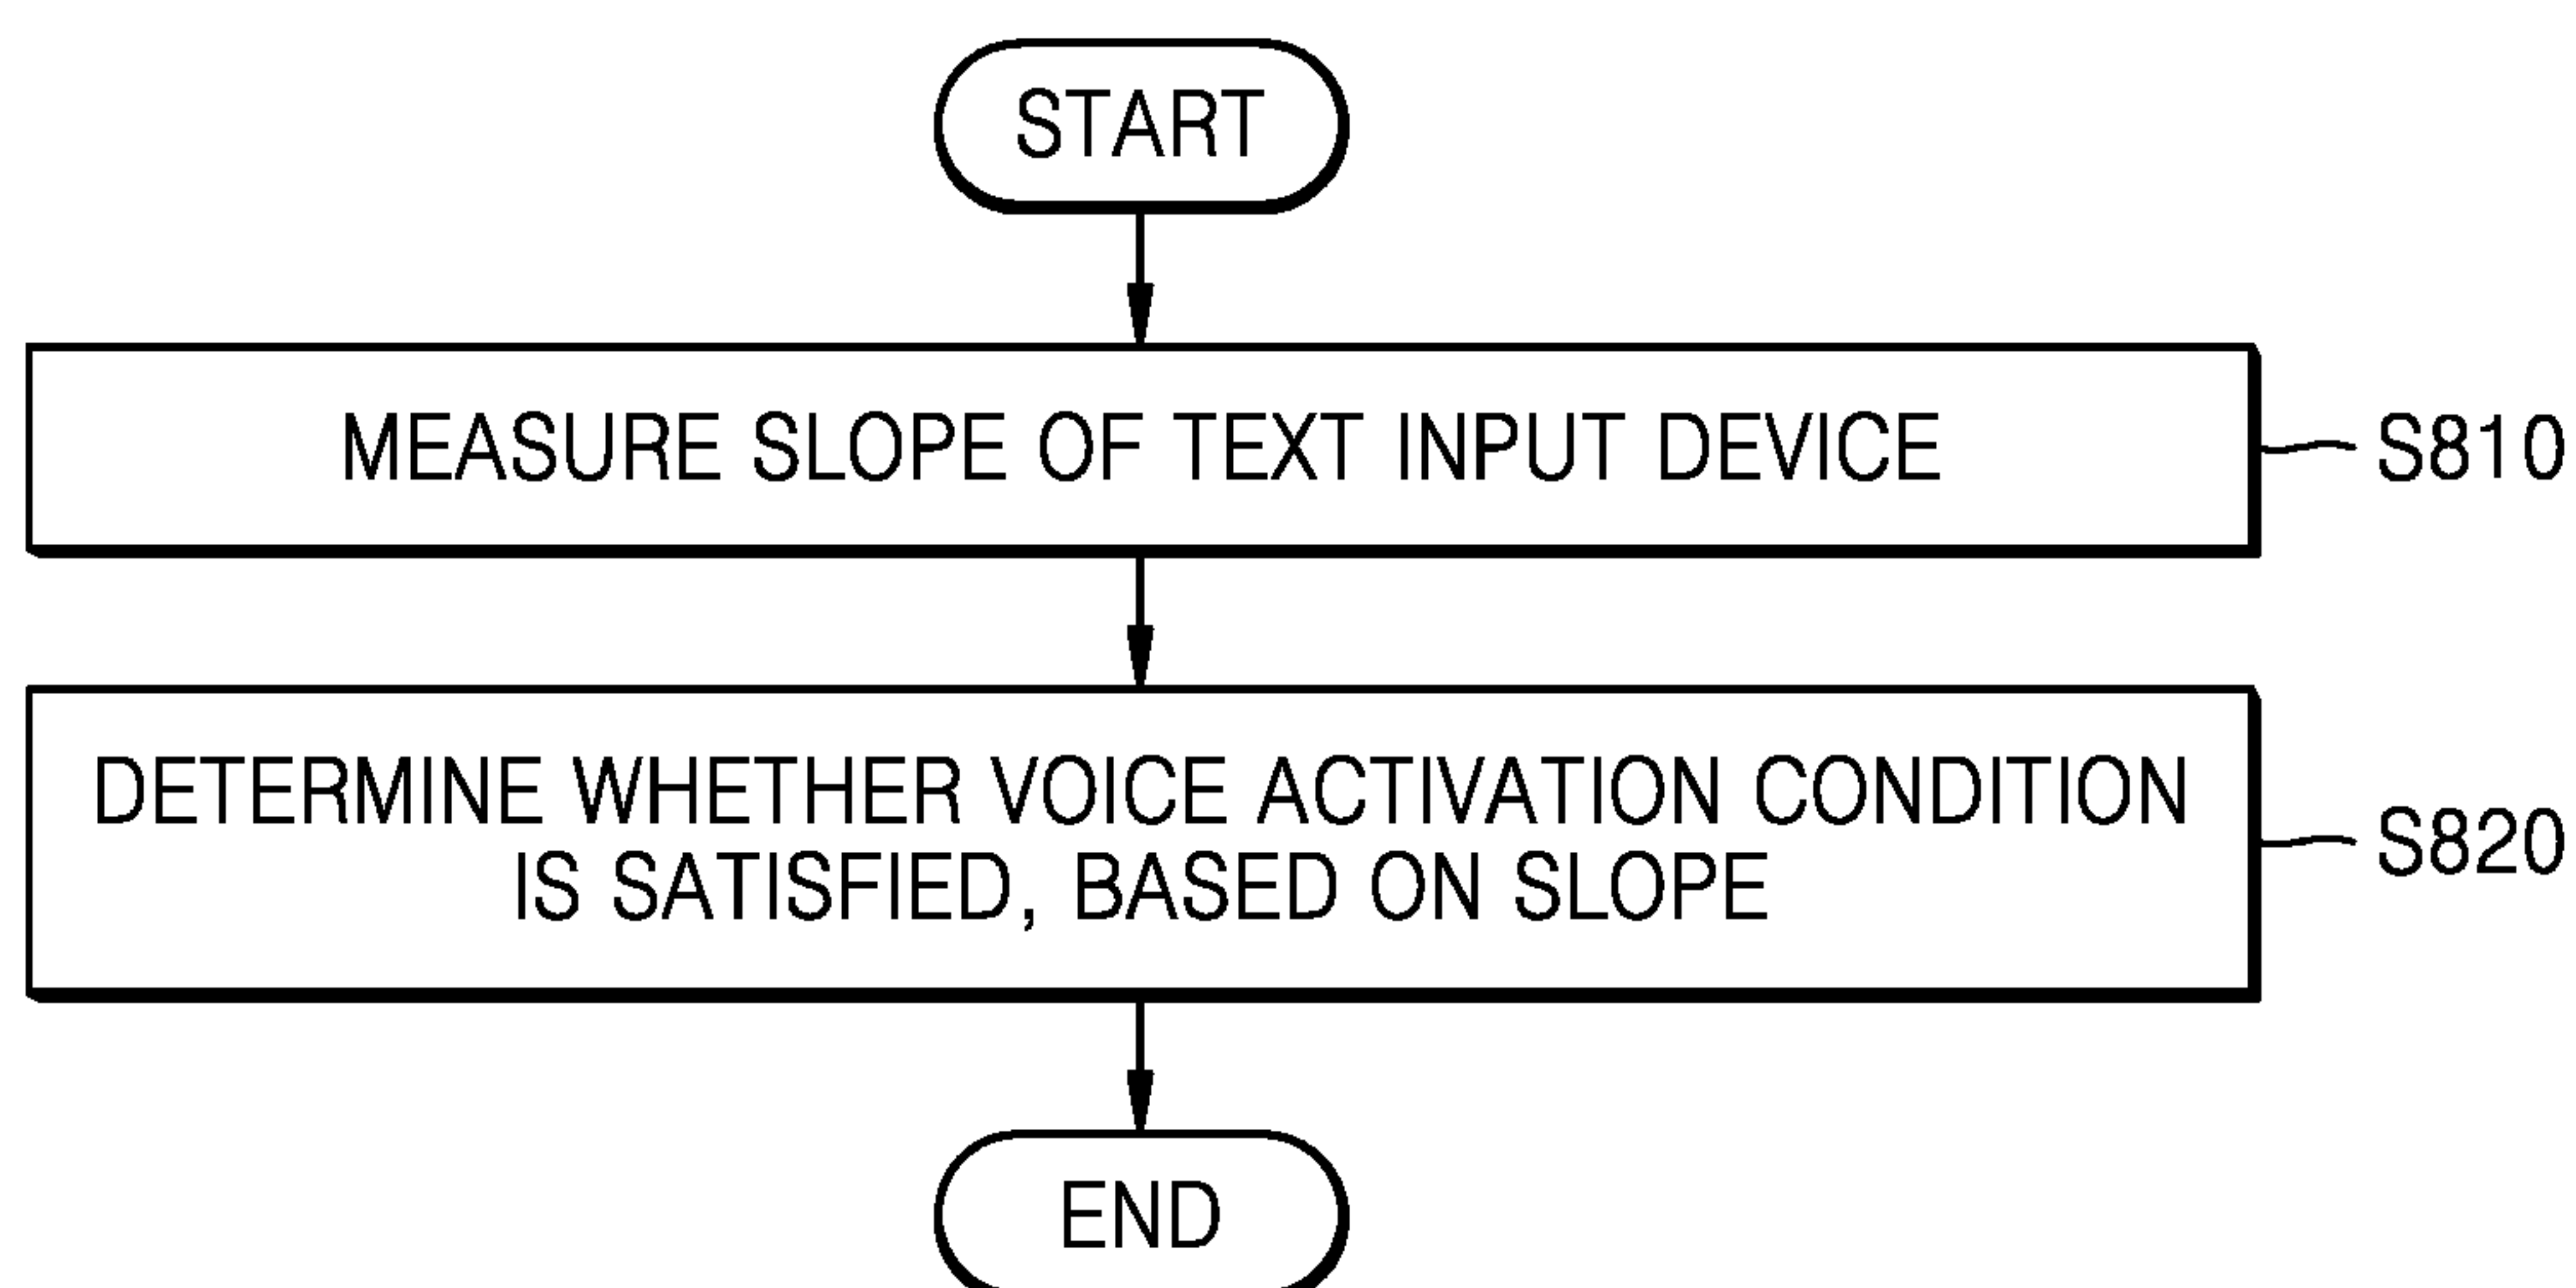 START
MEASURE SLOPE OF TEXT INPUT DEVICE
S810
DETERMINE WHETHER VOICE ACTIVATION CONDITION
IS SATISFIED, BASED ON SLOPE
S820
END